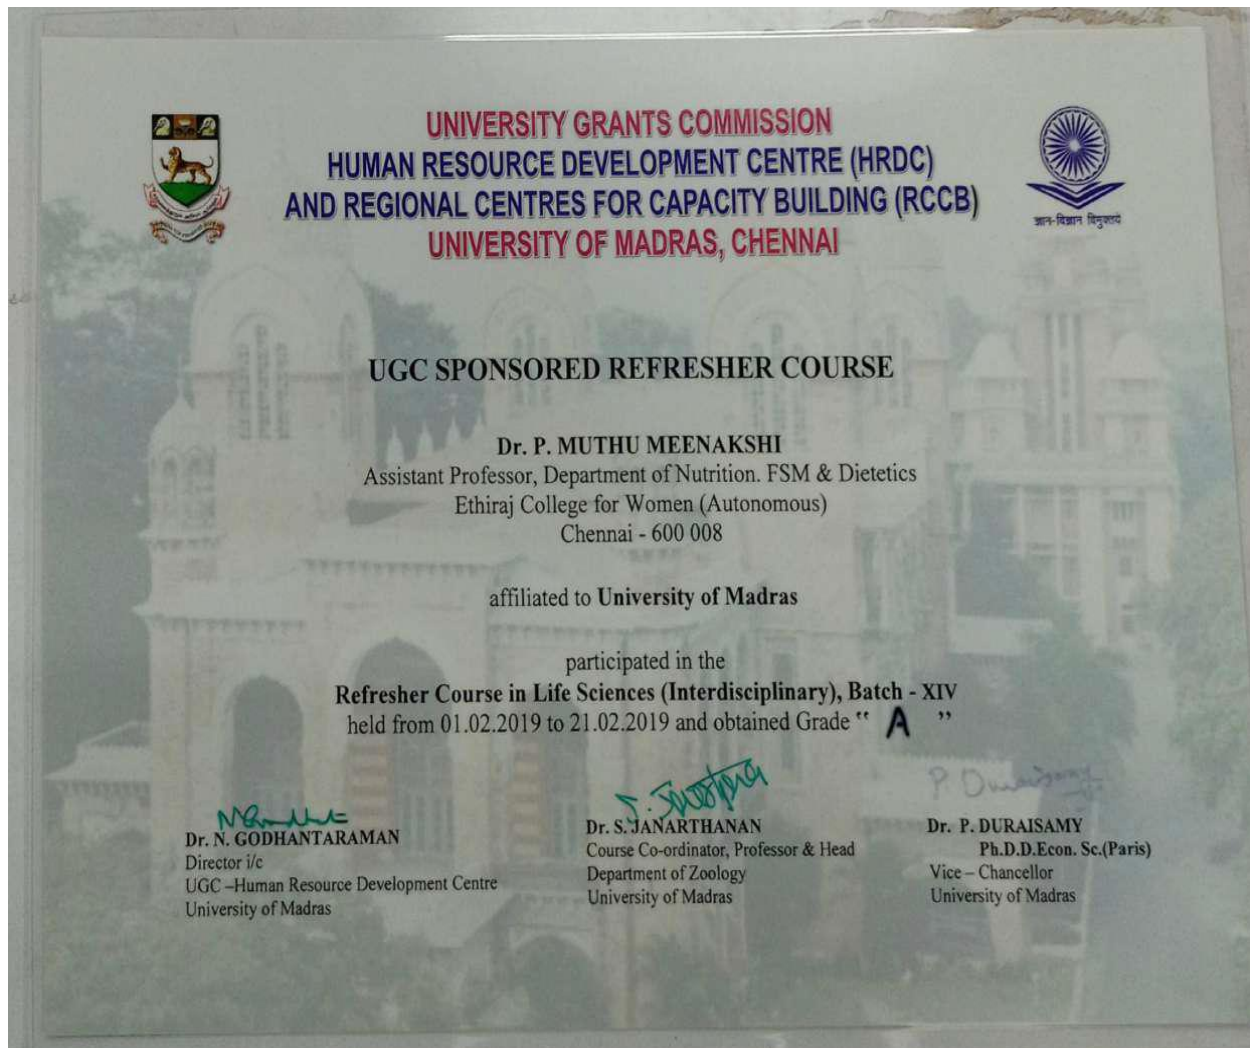 UNIVERSITY GRANTS COMMISSION
HUMAN RESOURCE DEVELOPMENT CENTRE (HRDC)
AND REGIONAL CENTRES FOR CAPACITY BUILDING (RCCB)
UNIVERSITY OF MADRAS, CHENNAI
ज्ञान-विज्ञान विमुक्तये
UGC SPONSORED REFRESHER COURSE
Dr. P. MUTHU MEENAKSHI
Assistant Professor, Department of Nutrition. FSM & Dietetics
Ethiraj College for Women (Autonomous)
Chennai - 600 008
affiliated to University of Madras
participated in the
Refresher Course in Life Sciences (Interdisciplinary), Batch - XIV
held from 01.02.2019 to 21.02.2019 and obtained Grade “ A ”
Dr. N. GODHANTARAMAN
Director i/c
UGC –Human Resource Development Centre
University of Madras
Dr. S. JANARTHANAN
Course Co-ordinator, Professor & Head
Department of Zoology
University of Madras
P. Duraisamy
Dr. P. DURAISAMY
Ph.D.D.Econ. Sc.(Paris)
Vice – Chancellor
University of Madras